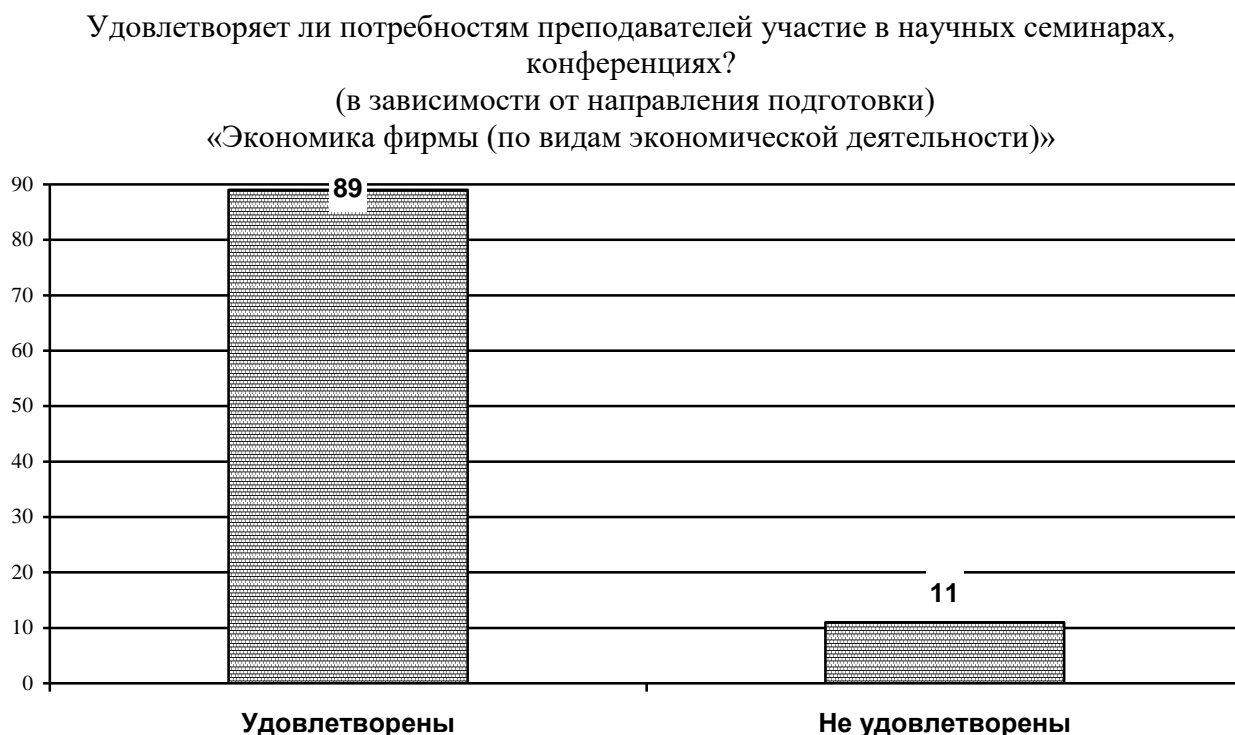 Удовлетворяет ли потребностям преподавателей участие в научных семинарах,
конференциях?
(в зависимости от направления подготовки)
«Экономика фирмы (по видам экономической деятельности)»
90
89
80
70
60
50
40
30
20
11
10
0
Удовлетворены Не удовлетворены